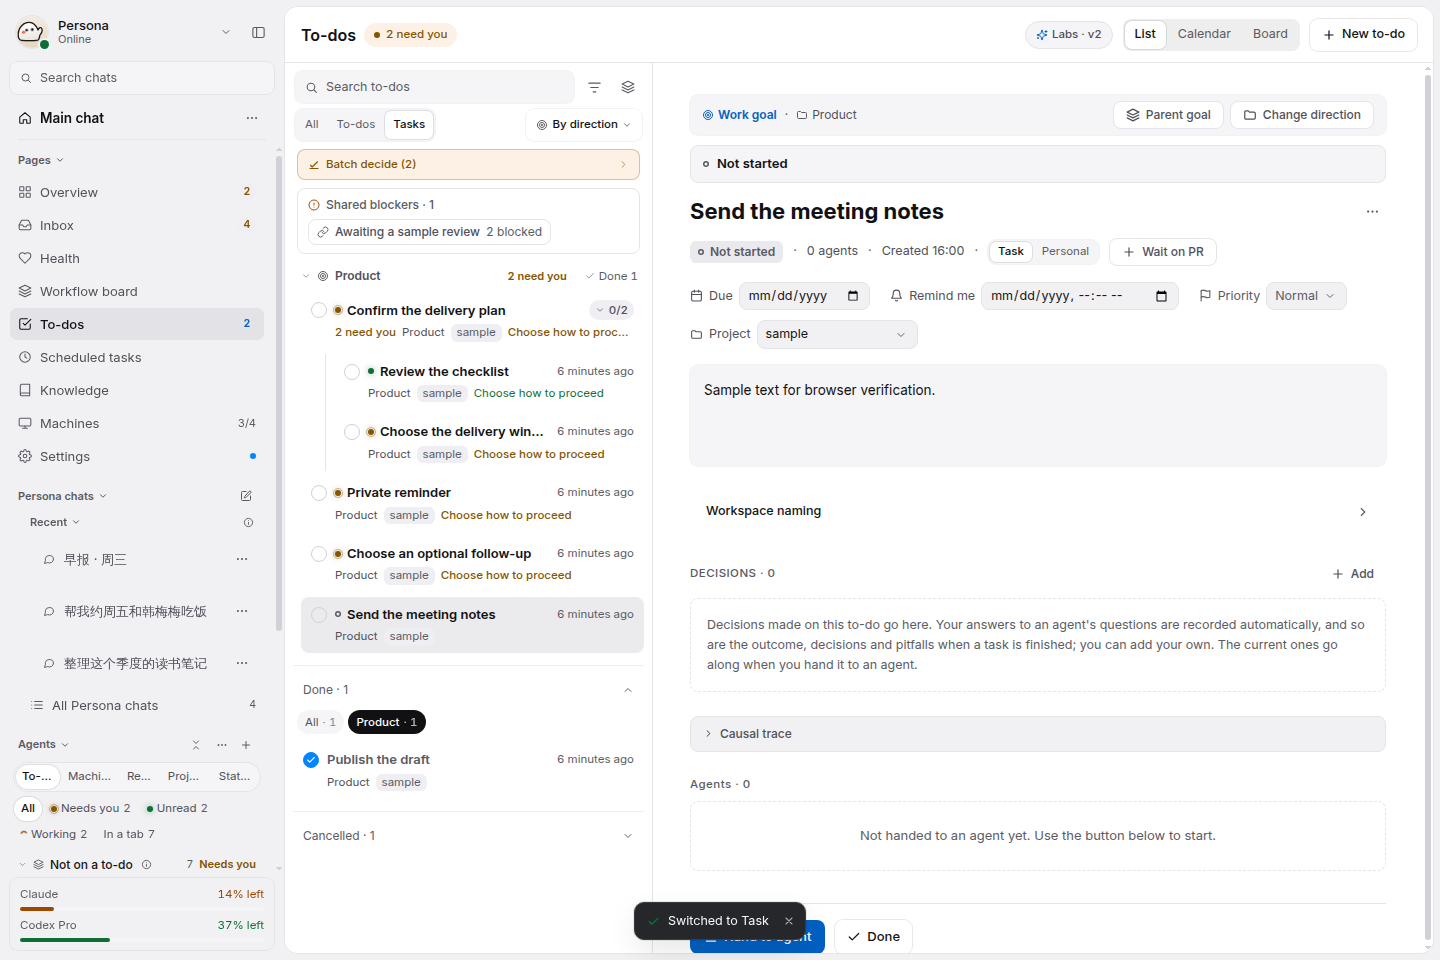 Persona
Online
Search chats
Main chat
Pages
Overview 2
Inbox 4
Health
Workflow board
To-dos 2
Scheduled tasks
Knowledge
Machines 3/4
Settings
Persona chats
Recent
早报 · 周三
帮我约周五和韩梅梅吃饭
整理这个季度的读书笔记
All Persona chats 4
Agents
To-... Machi... Re... Proj... Stat...
All Needs you 2 Unread 2
Working 2 In a tab 7
Not on a to-do 7 Needs you
Claude 14% left
Codex Pro 37% left
To-dos 2 need you
Labs · v2 List Calendar Board New to-do
Search to-dos
All To-dos Tasks By direction
Batch decide (2)
Shared blockers · 1
Awaiting a sample review 2 blocked
Product 2 need you Done 1
Confirm the delivery plan 0/2
2 need you Product sample Choose how to proc...
Review the checklist 6 minutes ago
Product sample Choose how to proceed
Choose the delivery win... 6 minutes ago
Product sample Choose how to proceed
Private reminder 6 minutes ago
Product sample Choose how to proceed
Choose an optional follow-up 6 minutes ago
Product sample Choose how to proceed
Send the meeting notes 6 minutes ago
Product sample
Done · 1
All · 1 Product · 1
Publish the draft 6 minutes ago
Product sample
Cancelled · 1
Work goal · Product Parent goal Change direction
Not started
Send the meeting notes
Not started · 0 agents · Created 16:00 · Task Personal Wait on PR
Due mm/dd/yyyy Remind me mm/dd/yyyy, --:-- -- Priority Normal
Project sample
Sample text for browser verification.
Workspace naming
DECISIONS · 0 Add
Decisions made on this to-do go here. Your answers to an agent's questions are recorded automatically, and so
are the outcome, decisions and pitfalls when a task is finished; you can add your own. The current ones go
along when you hand it to an agent.
Causal trace
Agents · 0
Not handed to an agent yet. Use the button below to start.
Switched to Task
Done